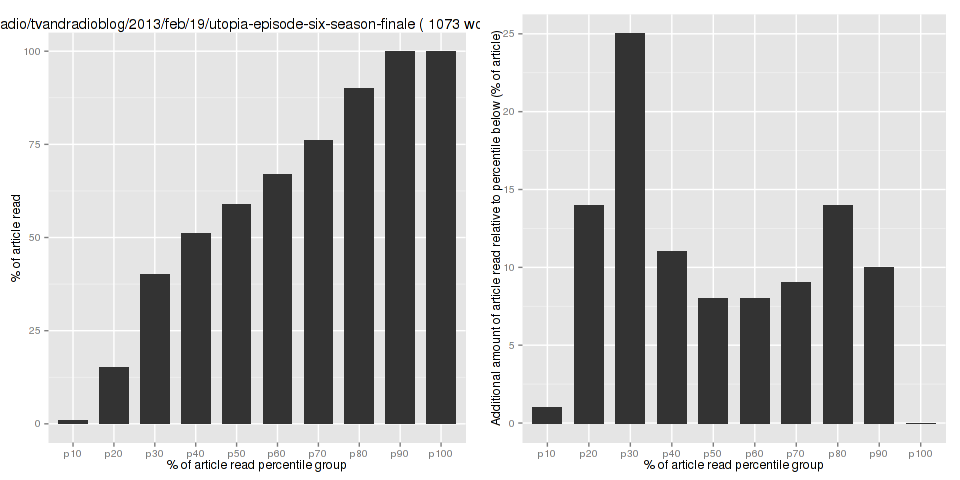 adio/tvandradioblog/2013/feb/19/utopia-episode-six-season-finale ( 1073 wc
100
75
50
25
0
% of article read
p10 p20 p30 p40 p50 p60 p70 p80 p90 p100
% of article read percentile group
25
20
15
10
5
0
Additional amount of article read relative to percentile below (% of article)
p10 p20 p30 p40 p50 p60 p70 p80 p90 p100
% of article read percentile group